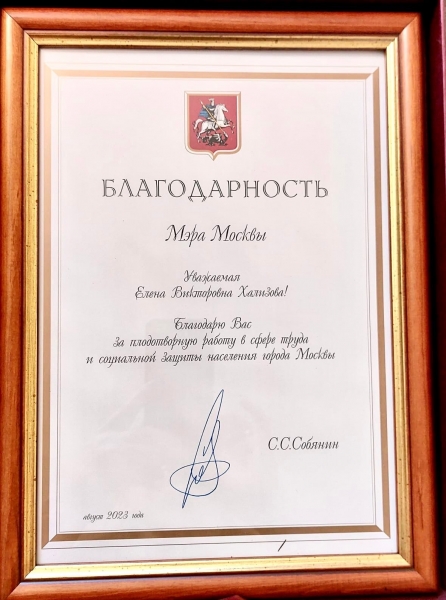 БЛАГОДАРНОСТЬ
Мэра Москвы
Уважаемая
Елена Викторовна Хализова!
Благодарю Вас
за плодотворную работу в сфере труда
и социальной защиты населения города Москвы
С.С.Собянин
август 2023 года